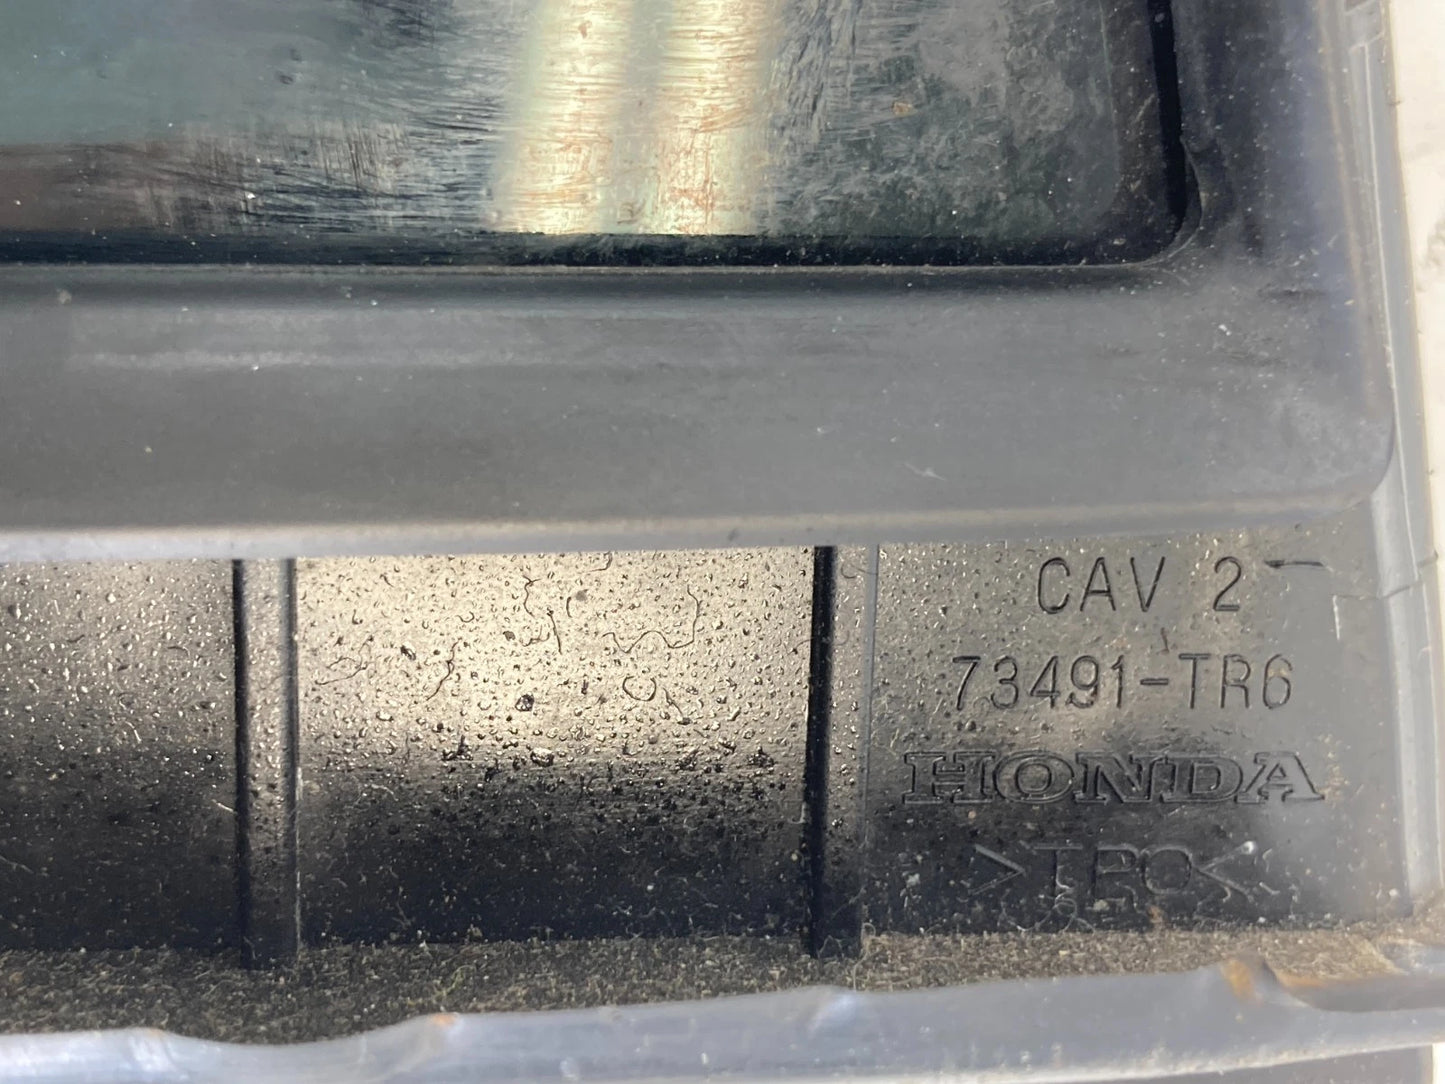 CAV 2
73491-TR6
HONDA
>TPO<